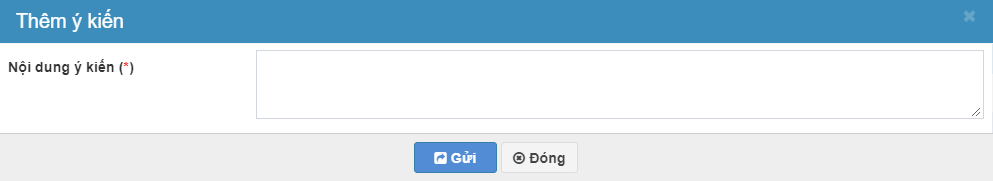 Thêm ý kiến
Nội dung ý kiến (*)
Gửi Đóng